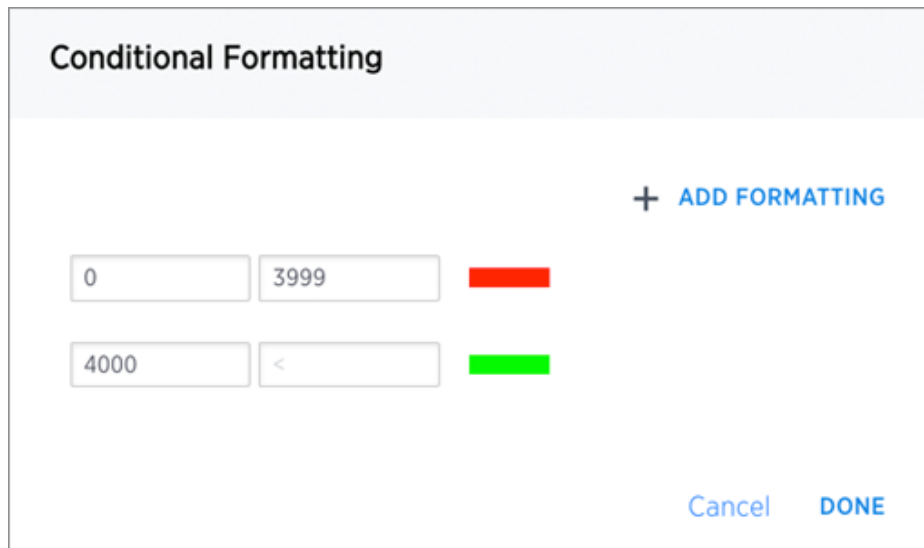 Conditional Formatting
+ ADD FORMATTING
0 3999
4000 <
Cancel DONE